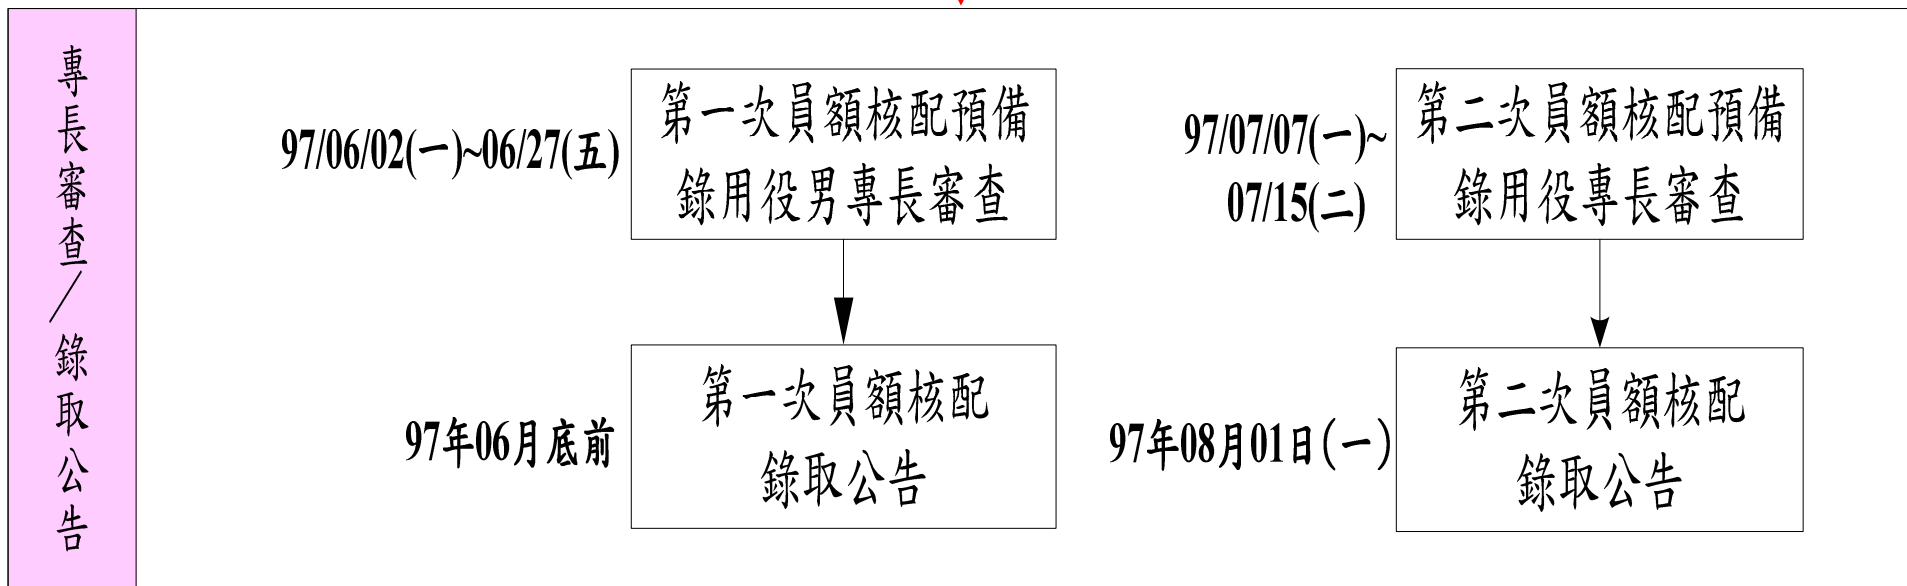 專長審查／錄取公告
97/06/02(一)~06/27(五)
第一次員額核配預備
錄用役男專長審查
97/07/07(一)~
07/15(二)
第二次員額核配預備
錄用役專長審查
97年06月底前
第一次員額核配
錄取公告
97年08月01日(一)
第二次員額核配
錄取公告